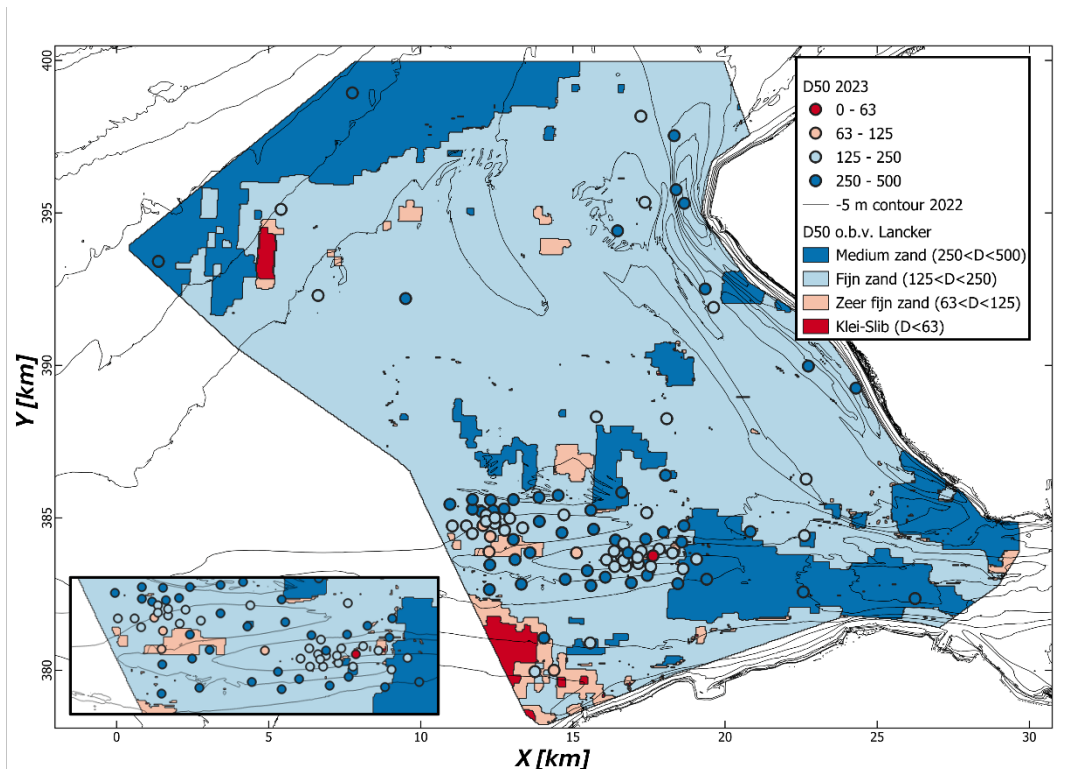 D50 2023
0 - 63
63 - 125
125 - 250
250 - 500
-5 m contour 2022
D50 o.b.v. Lancker
Medium zand (250<D<500)
Fijn zand (125<D<250)
Zeer fijn zand (63<D<125)
Klei-Slib (D<63)
Y [km]
400
395
390
385
380
0 5 10 15 20 25 30
X [km]